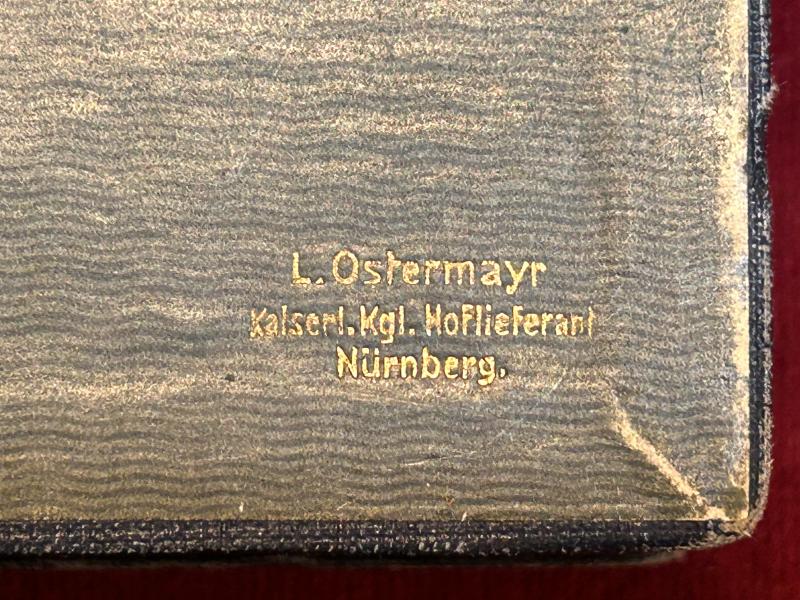 L. Ostermayr
Kaiserl. Kgl. Hoflieferant
Nürnberg.